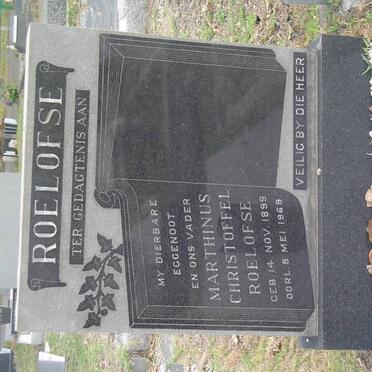 ROELOFSE
TER GEDAGTENIS AAN
MY DIERBARE
EGGENOOT
EN ONS VADER
MARTHINUS
CHRISTOFFEL
ROELOFSE
GEB 14 NOV. 1899
OORL 5 MEI 1969
VEILIG BY DIE HEER